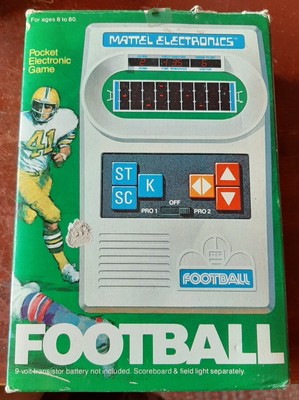 For ages 8 to 80.
Pocket
Electronic
Game
MATTEL ELECTRONICS™
41
ST
SC
K
OFF
PRO 1
PRO 2
FOOTBALL
FOOTBALL
9-volt transistor battery not included. Scoreboard & field light separately.